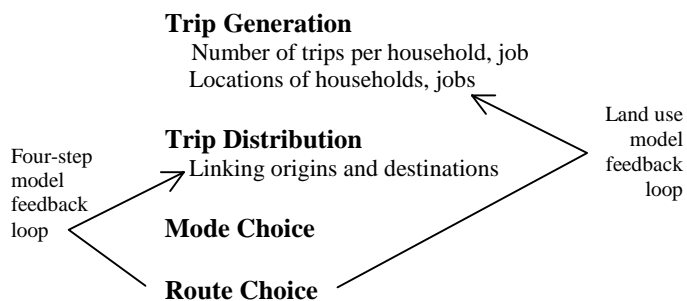 Trip Generation
Number of trips per household, job
Locations of households, jobs
Trip Distribution
Linking origins and destinations
Mode Choice
Route Choice
Four-step
model
feedback
loop
Land use
model
feedback
loop